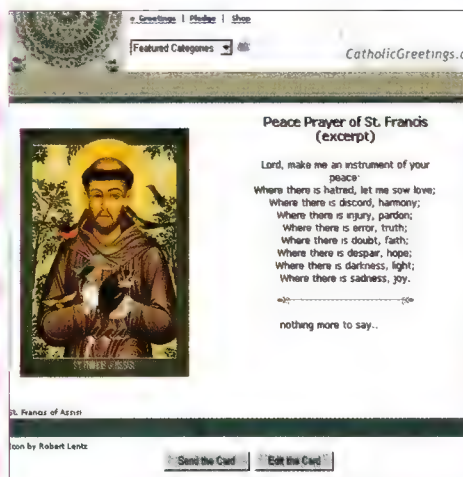 e Greetings | Pledge | Shop
Featured Categories
CatholicGreetings.
Peace Prayer of St. Francis
(excerpt)
Lord, make me an instrument of your
peace:
Where there is hatred, let me sow love;
Where there is discord, harmony;
Where there is injury, pardon;
Where there is error, truth;
Where there is doubt, faith;
Where there is despair, hope;
Where there is darkness, light;
Where there is sadness, joy.
nothing more to say..
St. Francis of Assisi
Icon by Robert Lentz
Send the Card
Edit the Card